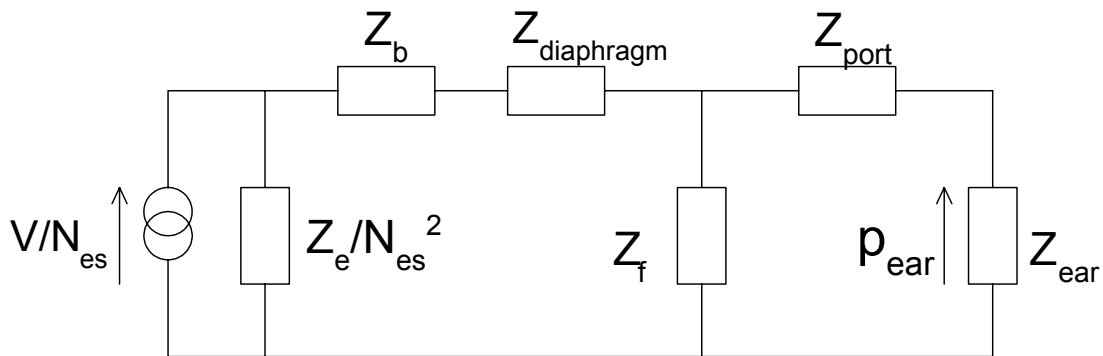 Z_b
Z_diaphragm
Z_port
V/N_es
Z_e/N_es^2
Z_f
p_ear
Z_ear